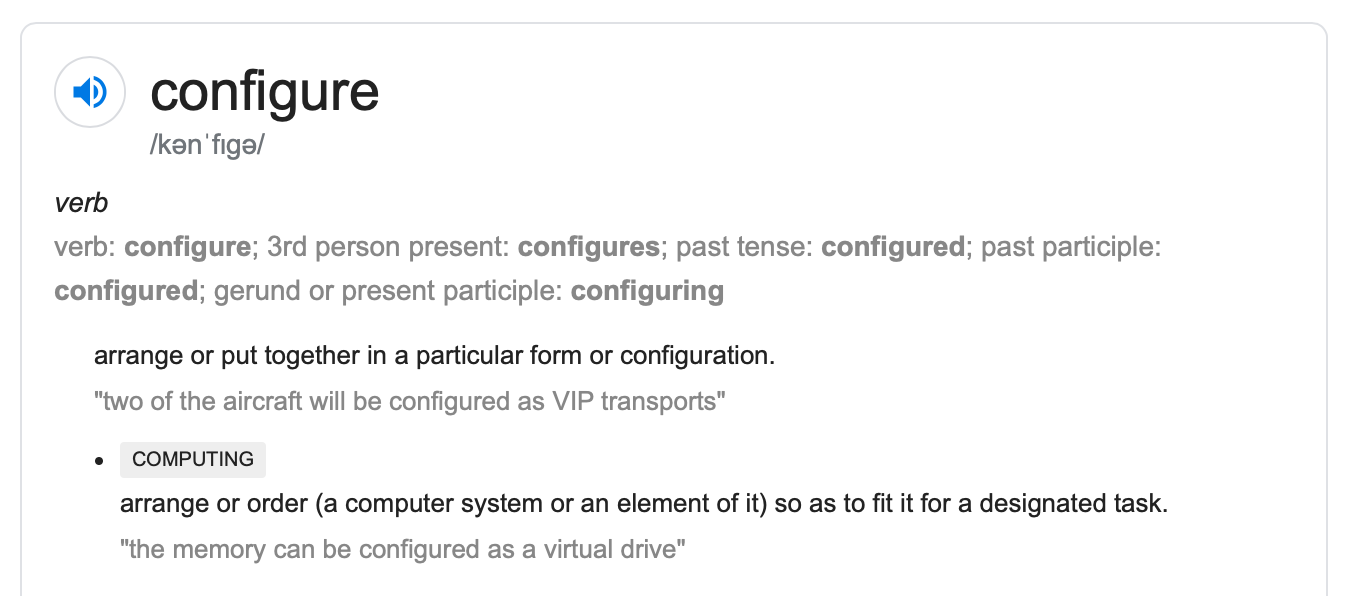 configure
/kənˈfɪɡə/
verb
verb: configure; 3rd person present: configures; past tense: configured; past participle:
configured; gerund or present participle: configuring
arrange or put together in a particular form or configuration.
"two of the aircraft will be configured as VIP transports"
• COMPUTING
arrange or order (a computer system or an element of it) so as to fit it for a designated task.
"the memory can be configured as a virtual drive"